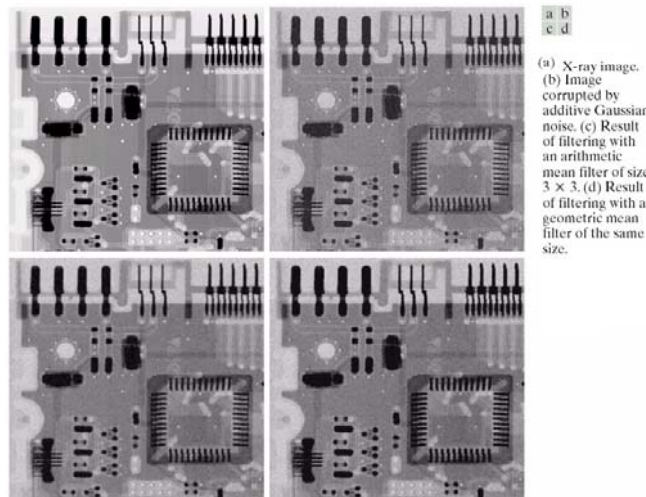 a b
c d
(a) X-ray image.
(b) Image
corrupted by
additive Gaussian
noise. (c) Result
of filtering with
an arithmetic
mean filter of size
3 × 3. (d) Result
of filtering with a
geometric mean
filter of the same
size.